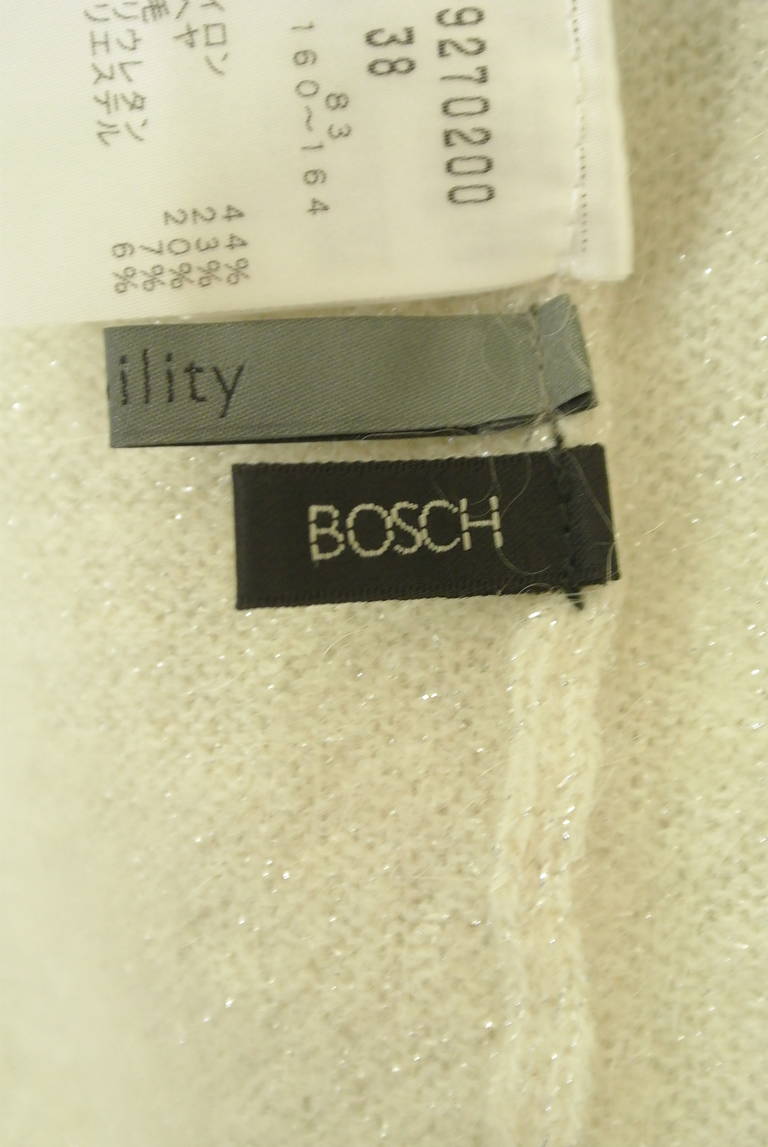 9270200
38
83
160~164
イロン 44%
ヘヤ 23%
毛 20%
リウレタン 7%
リエステル 6%
ility
BOSCH